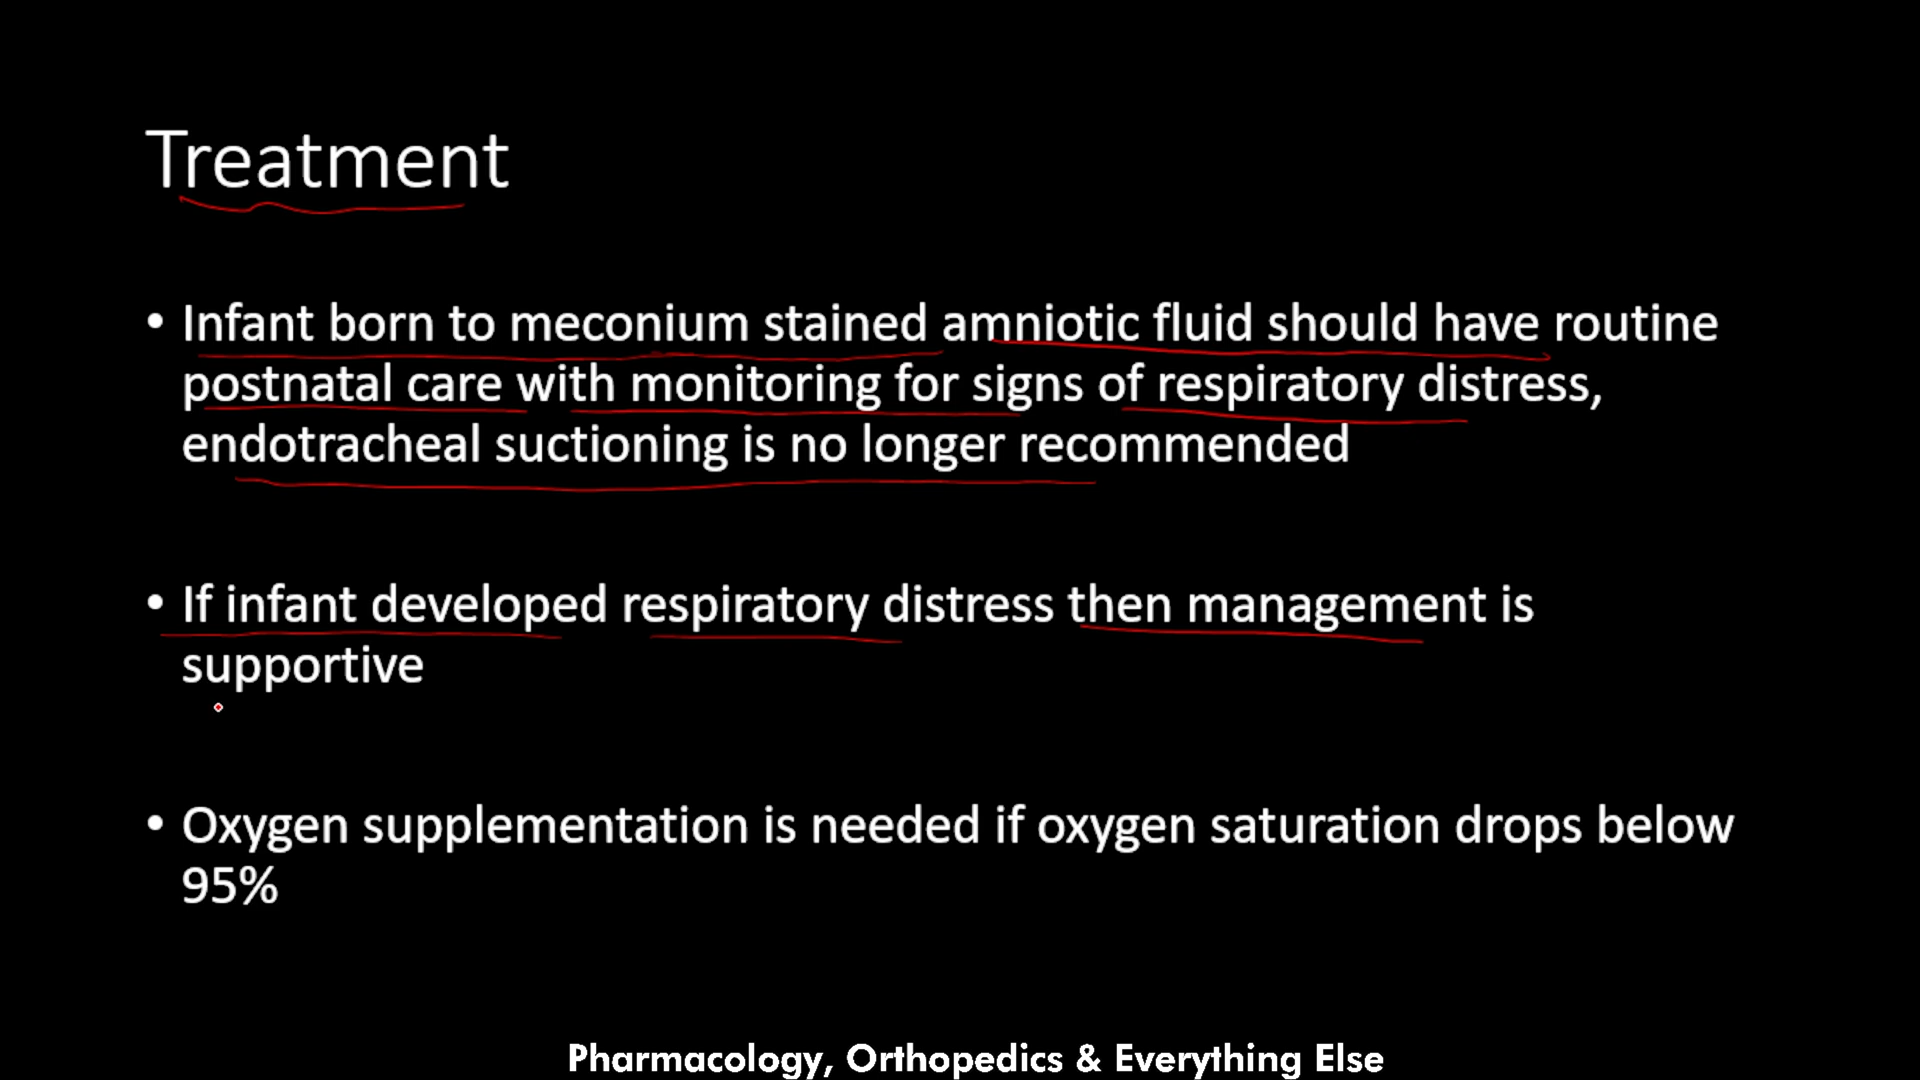 Treatment
• Infant born to meconium stained amniotic fluid should have routine
postnatal care with monitoring for signs of respiratory distress,
endotracheal suctioning is no longer recommended
• If infant developed respiratory distress then management is
supportive
• Oxygen supplementation is needed if oxygen saturation drops below
95%
Pharmacology, Orthopedics & Everything Else